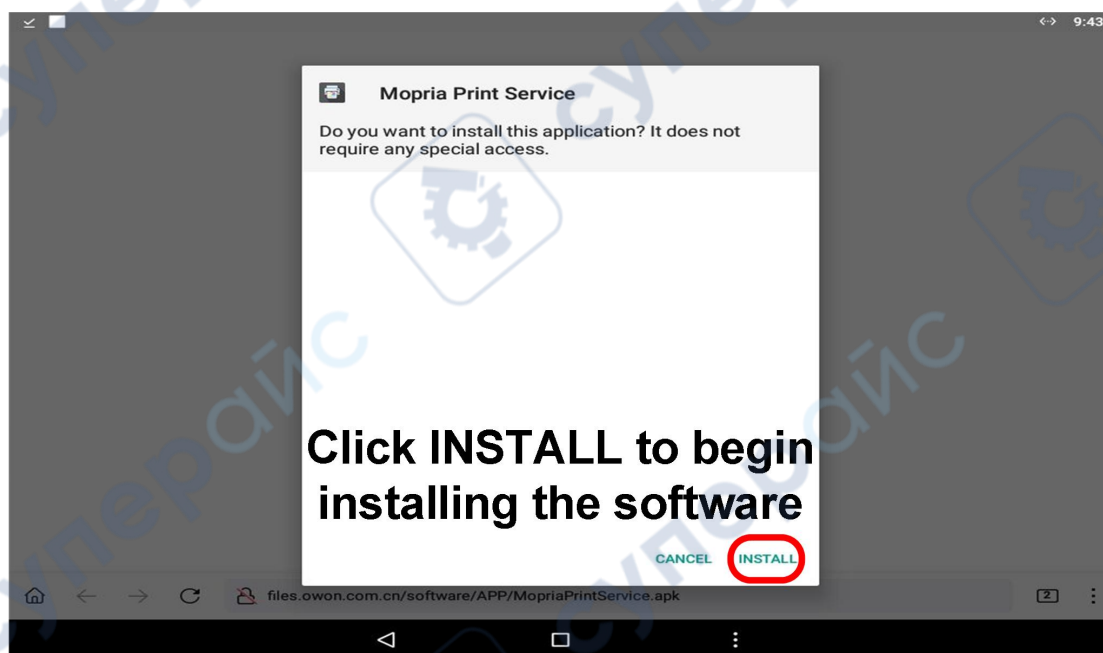 9:43
Mopria Print Service
Do you want to install this application? It does not
require any special access.
Click INSTALL to begin
installing the software
CANCEL INSTALL
files.owon.com.cn/software/APP/MopriaPrintService.apk
2
суперайс